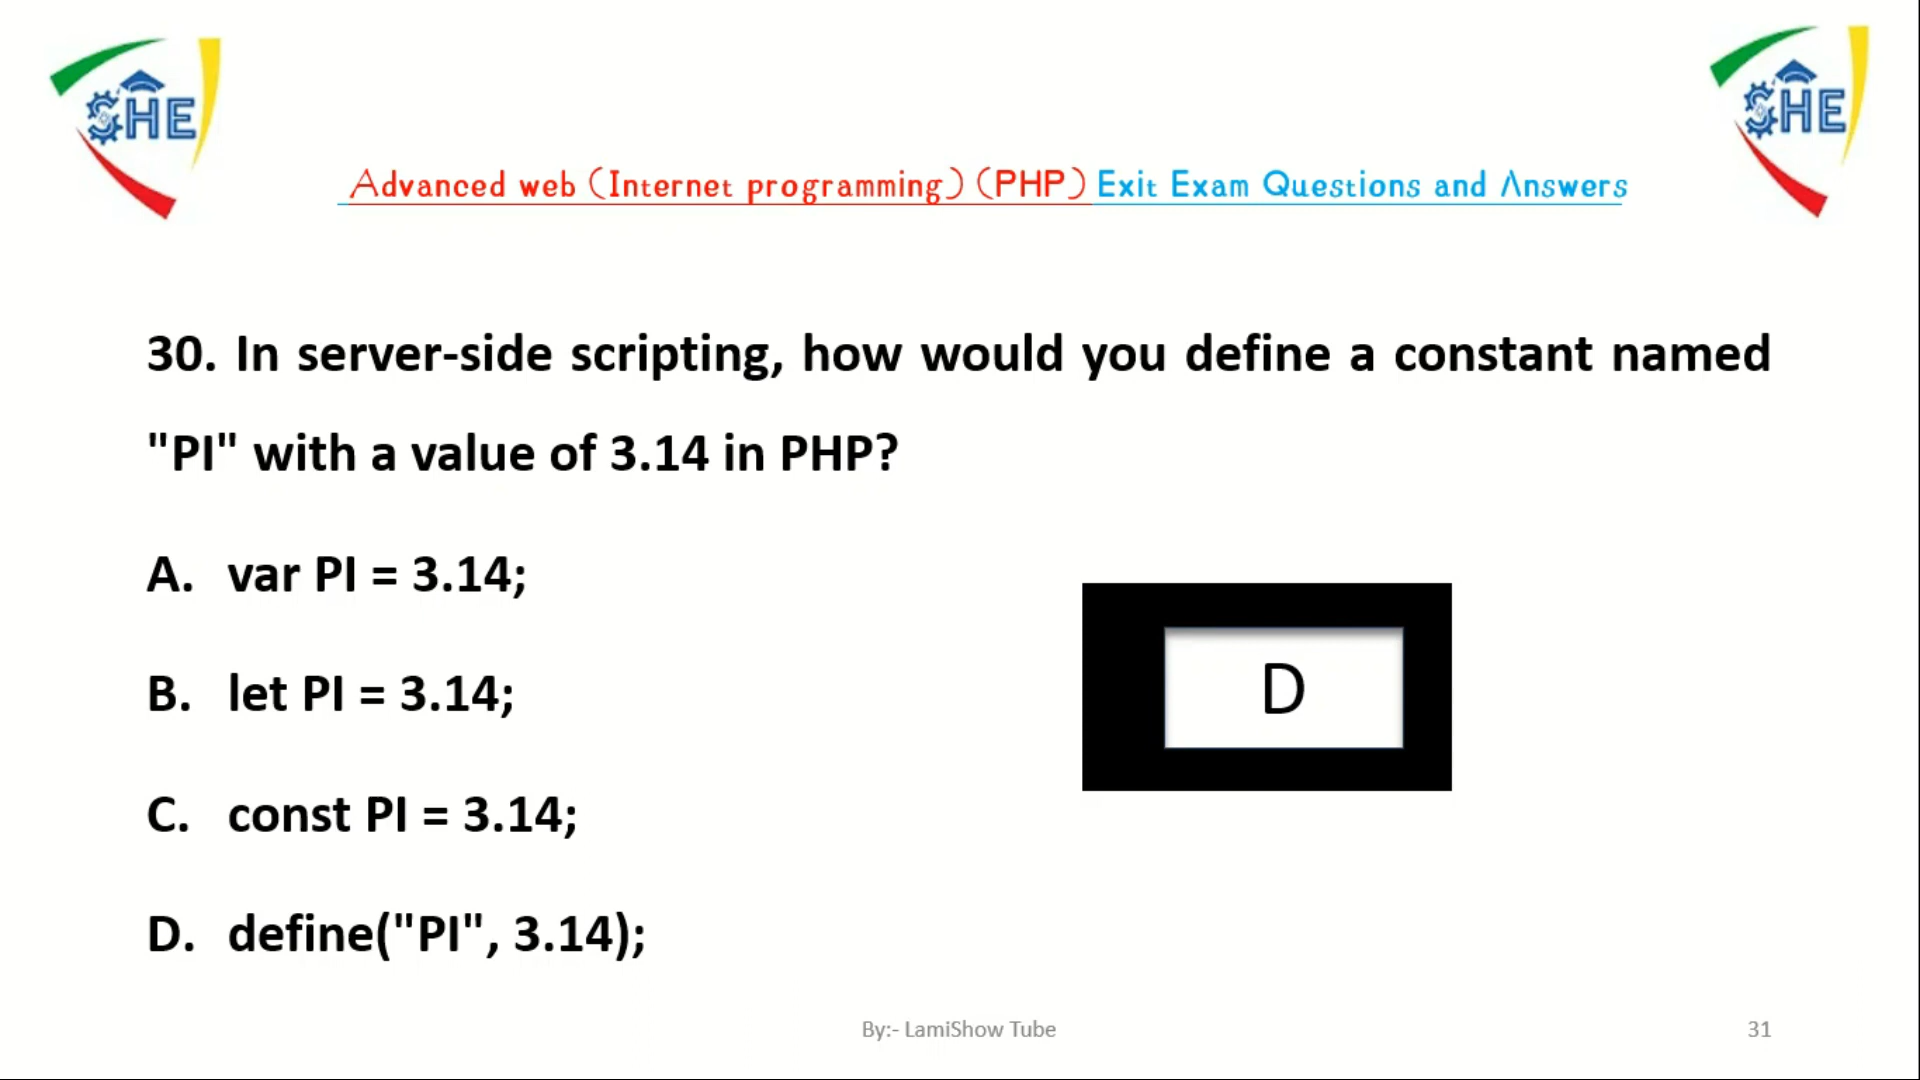 SHE
SHE
Advanced web (Internet programming) (PHP) Exit Exam Questions and Answers
30. In server-side scripting, how would you define a constant named
"PI" with a value of 3.14 in PHP?
A. var PI = 3.14;
B. let PI = 3.14;
C. const PI = 3.14;
D. define("PI", 3.14);
D
By:- LamiShow Tube
31